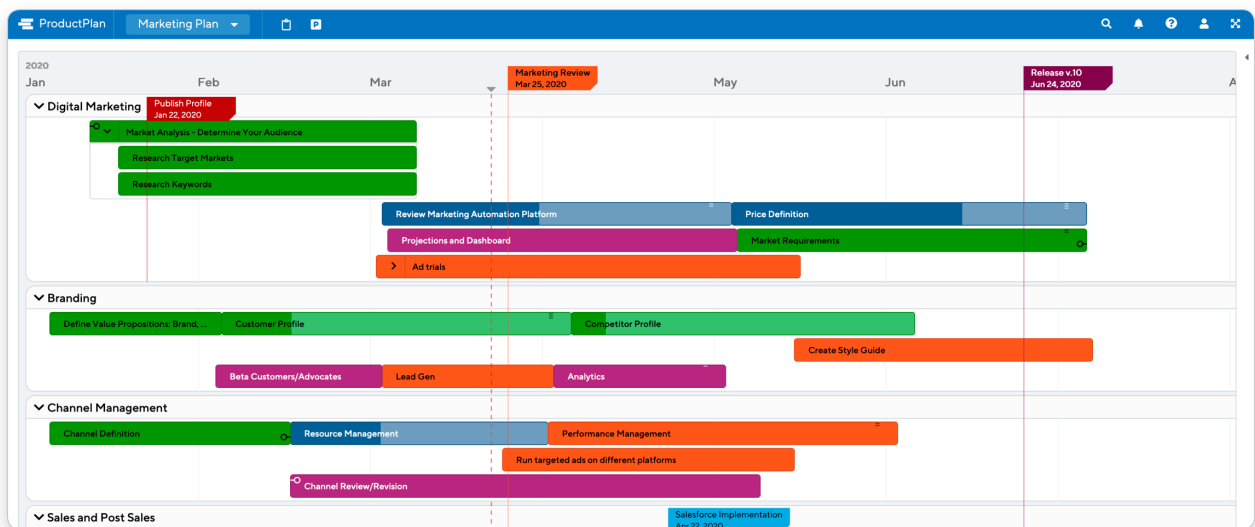 ProductPlan
Marketing Plan
2020
Jan Feb Mar May Jun A
Marketing Review
Mar 25, 2020
Release v.10
Jun 24, 2020
Digital Marketing
Publish Profile
Jan 22, 2020
Market Analysis - Determine Your Audience
Research Target Markets
Research Keywords
Review Marketing Automation Platform
Price Definition
Projections and Dashboard
Market Requirements
Ad trials
Branding
Define Value Propositions: Brand, ...
Customer Profile
Competitor Profile
Create Style Guide
Beta Customers/Advocates
Lead Gen
Analytics
Channel Management
Channel Definition
Resource Management
Performance Management
Run targeted ads on different platforms
Channel Review/Revision
Sales and Post Sales
Salesforce Implementation
Apr 22, 2020